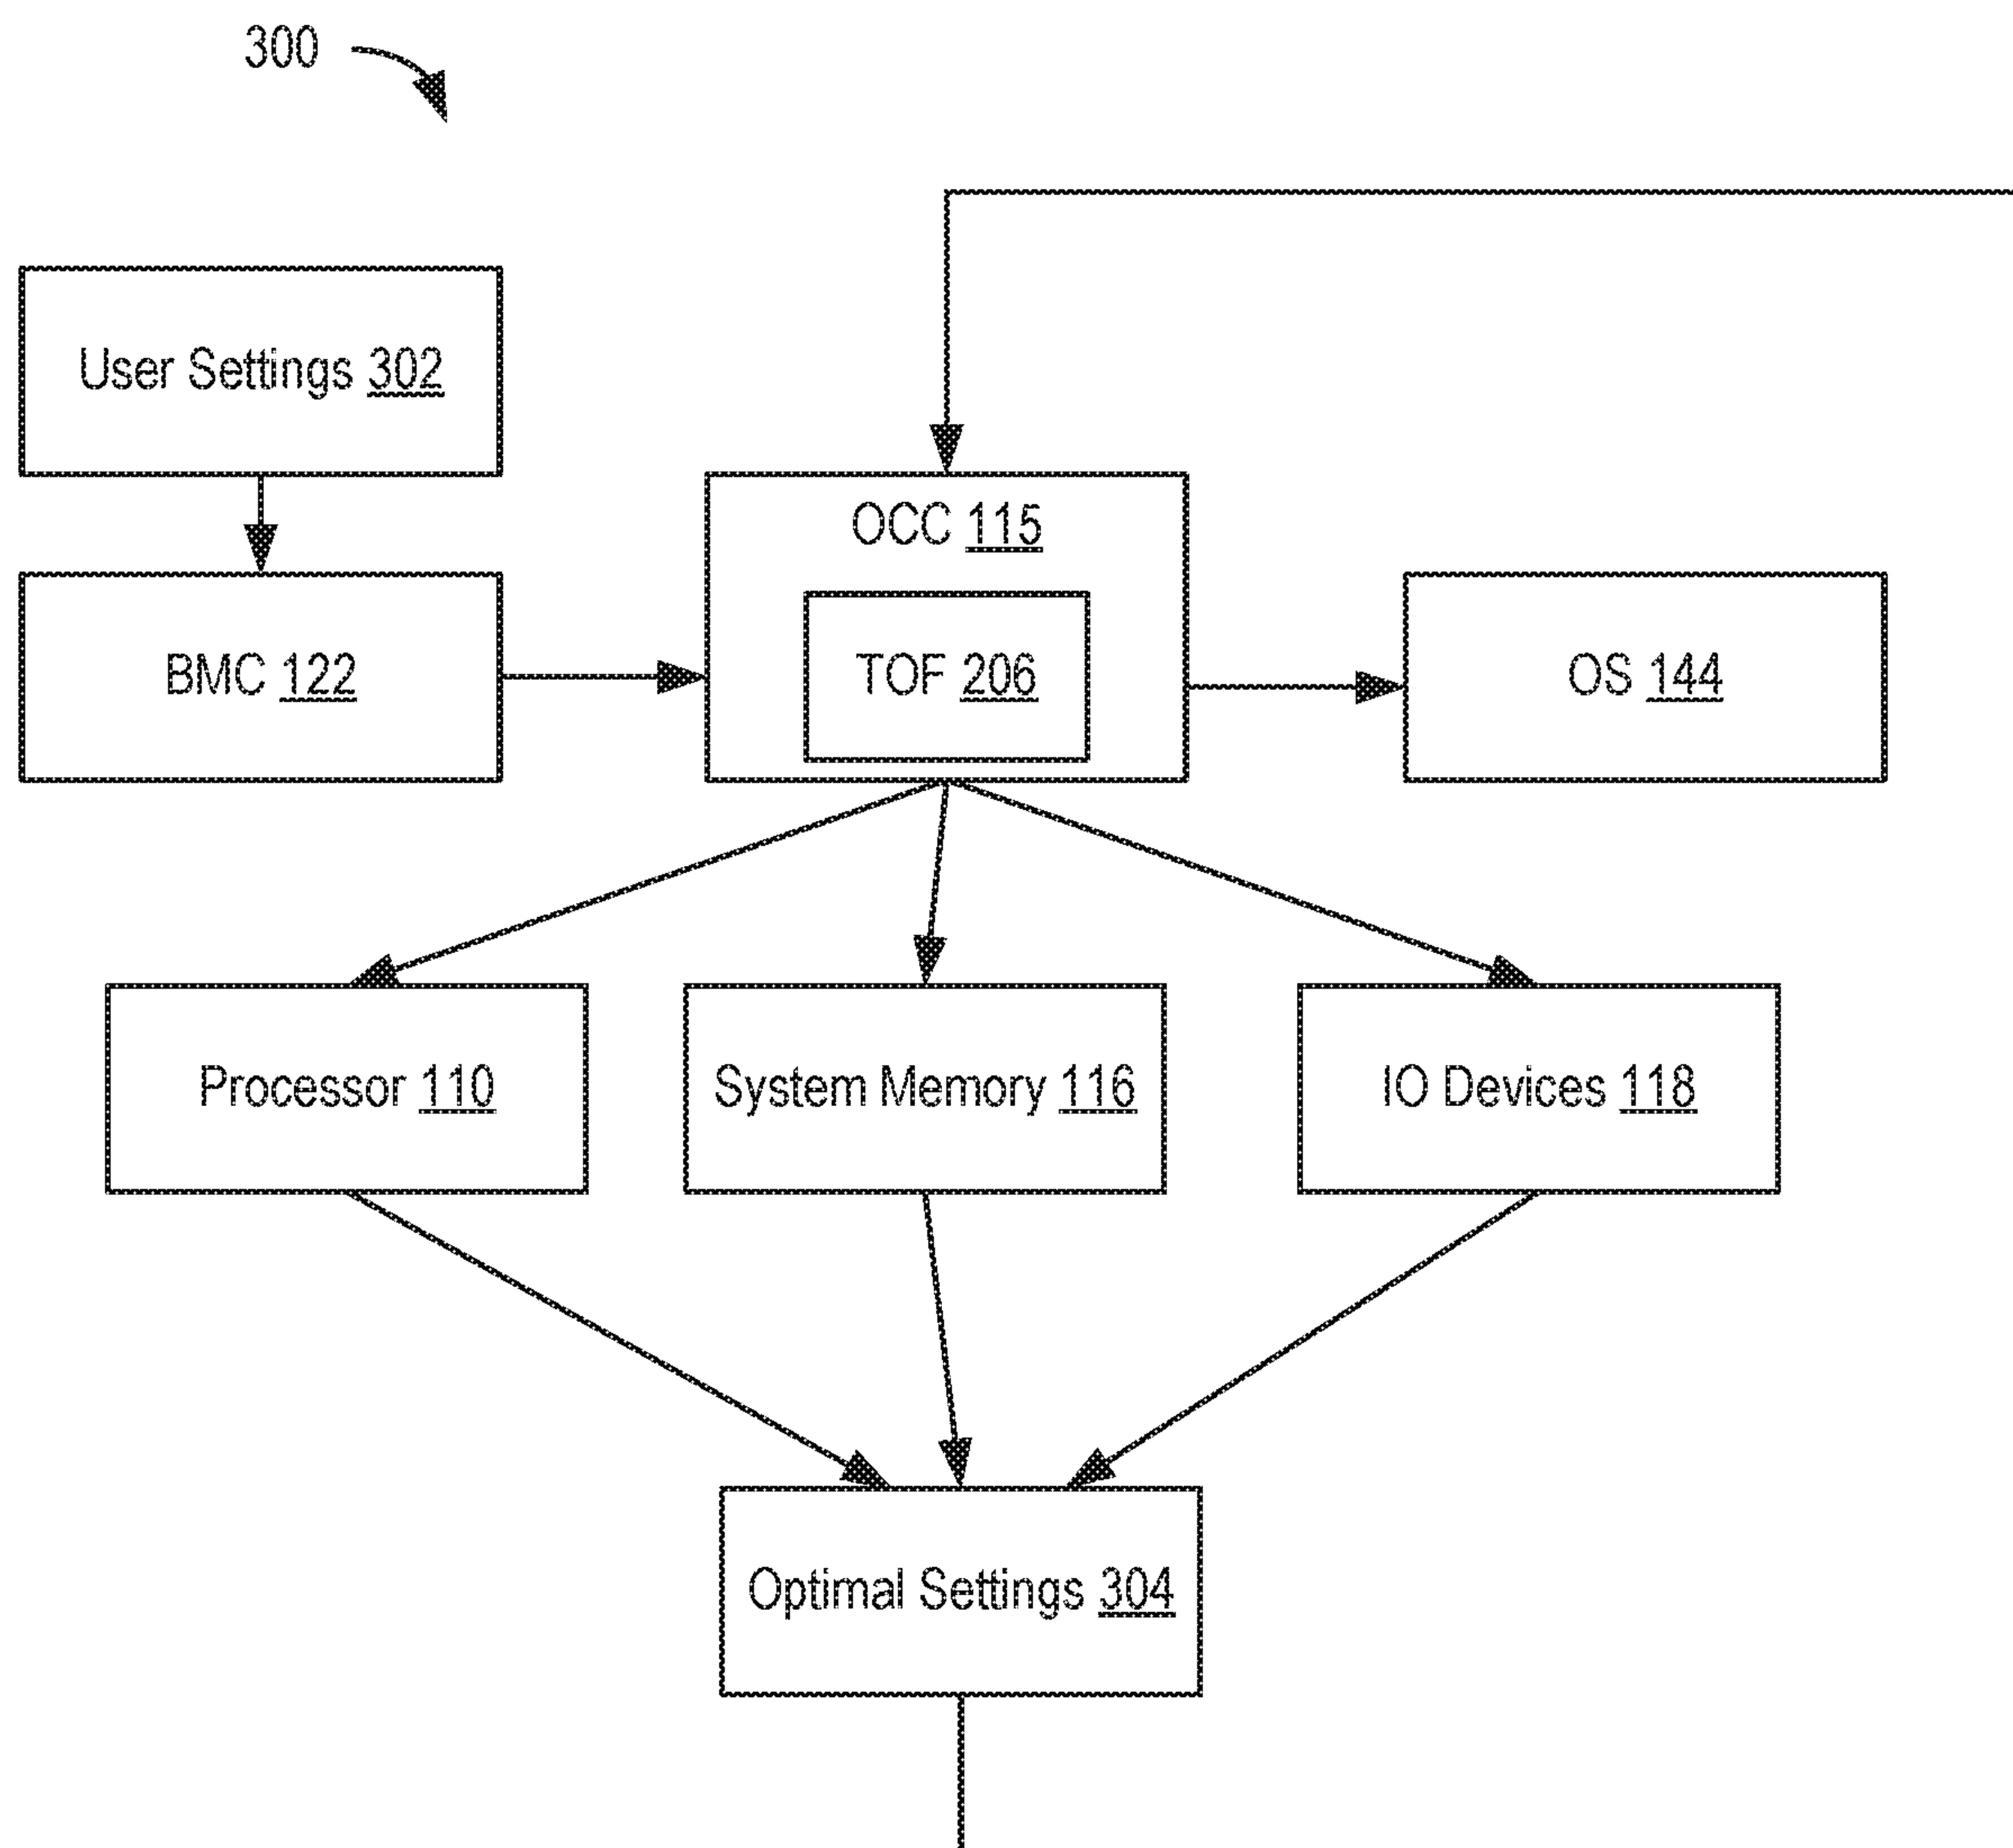 300
User Settings 302
OCC 115
BMC 122
TOF 206
OS 144
Processor 110
System Memory 116
IO Devices 118
Optimal Settings 304